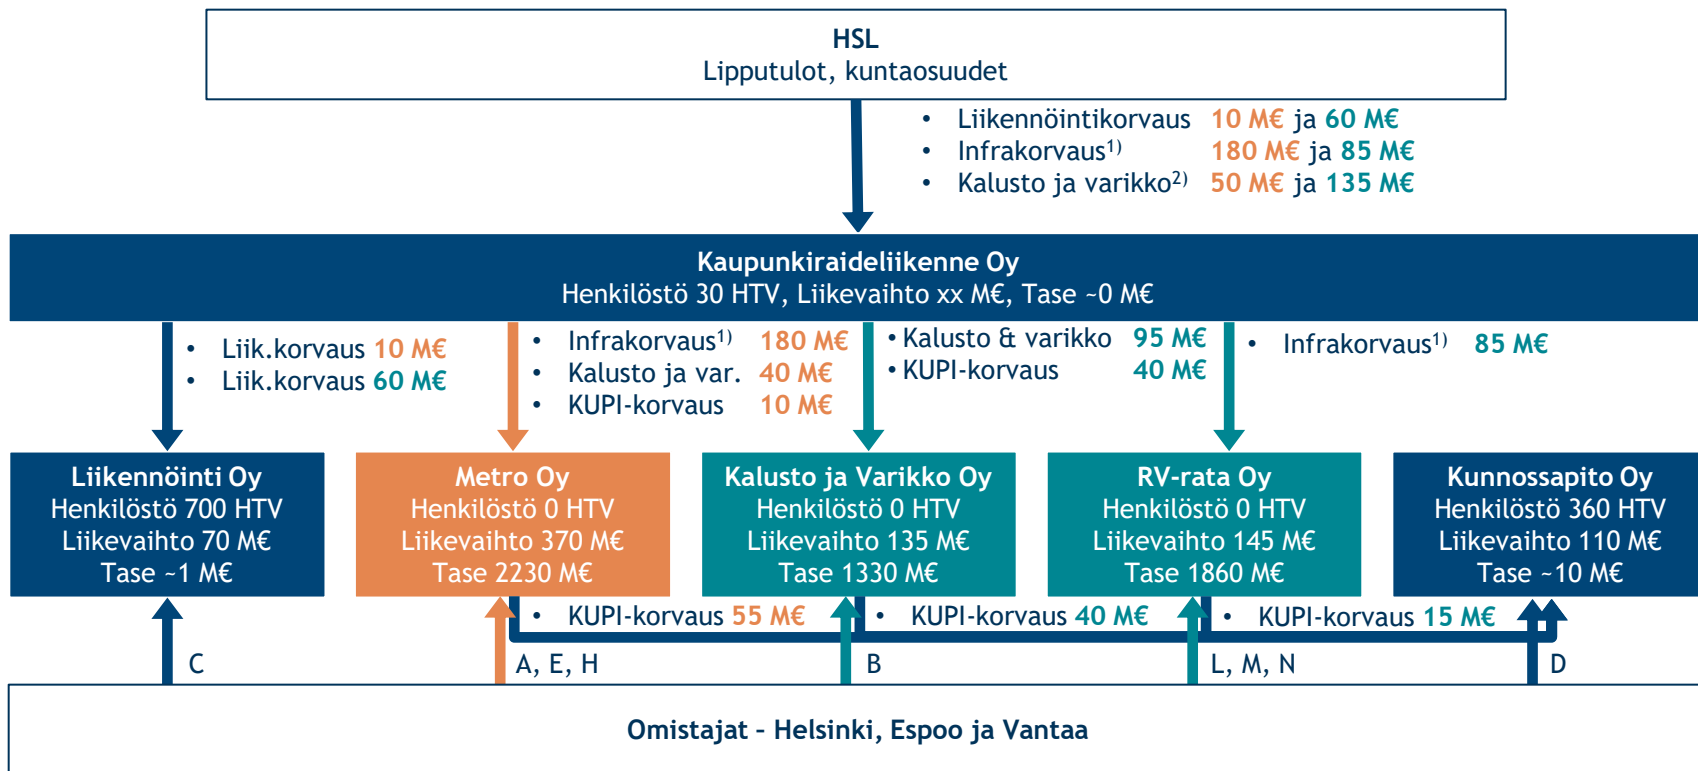 HSL
Lipputulot, kuntaosuudet
• Liikennöintikorvaus 10 M€ ja 60 M€
• Infrakorvaus1) 180 M€ ja 85 M€
• Kalusto ja varikko2) 50 M€ ja 135 M€
Kaupunkiraideliikenne Oy
Henkilöstö 30 HTV, Liikevaihto xx M€, Tase ~0 M€
• Liik.korvaus 10 M€
• Liik.korvaus 60 M€
• Infrakorvaus1) 180 M€
• Kalusto ja var. 40 M€
• KUPI-korvaus 10 M€
• Kalusto & varikko 95 M€
• KUPI-korvaus 40 M€
• Infrakorvaus1) 85 M€
Liikennöinti Oy
Henkilöstö 700 HTV
Liikevaihto 70 M€
Tase ~1 M€
Metro Oy
Henkilöstö 0 HTV
Liikevaihto 370 M€
Tase 2230 M€
Kalusto ja Varikko Oy
Henkilöstö 0 HTV
Liikevaihto 135 M€
Tase 1330 M€
RV-rata Oy
Henkilöstö 0 HTV
Liikevaihto 145 M€
Tase 1860 M€
Kunnossapito Oy
Henkilöstö 360 HTV
Liikevaihto 110 M€
Tase ~10 M€
• KUPI-korvaus 55 M€
• KUPI-korvaus 40 M€
• KUPI-korvaus 15 M€
C
A, E, H
B
L, M, N
D
Omistajat - Helsinki, Espoo ja Vantaa